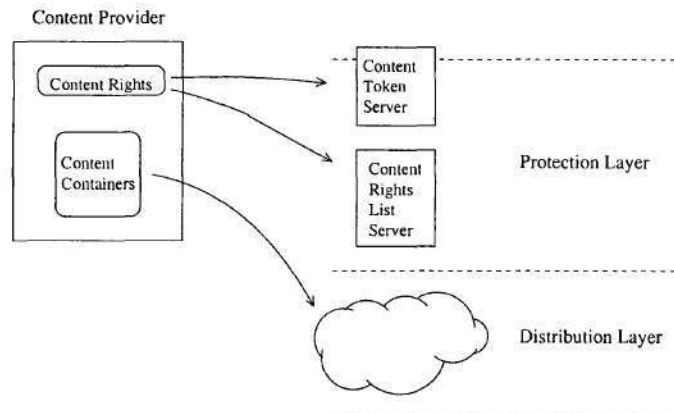 Content Provider
Content Rights
Content
Containers
Content
Token
Server
Content
Rights
List
Server
Protection Layer
Distribution Layer